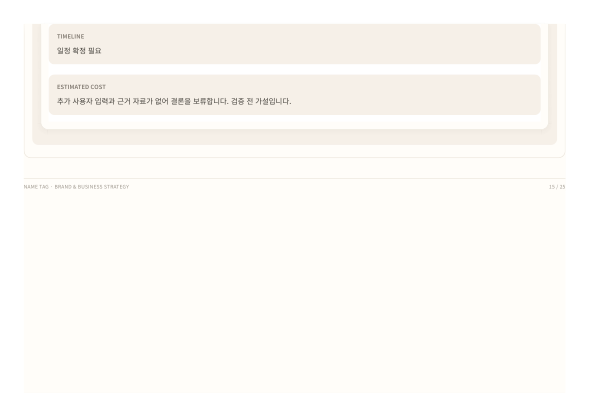 TIMELINE
일정 확정 필요
ESTIMATED COST
추가 사용자 입력과 근거 자료가 없어 결론을 보류합니다. 검증 전 가설입니다.
NAME TAG · BRAND & BUSINESS STRATEGY
15 / 25